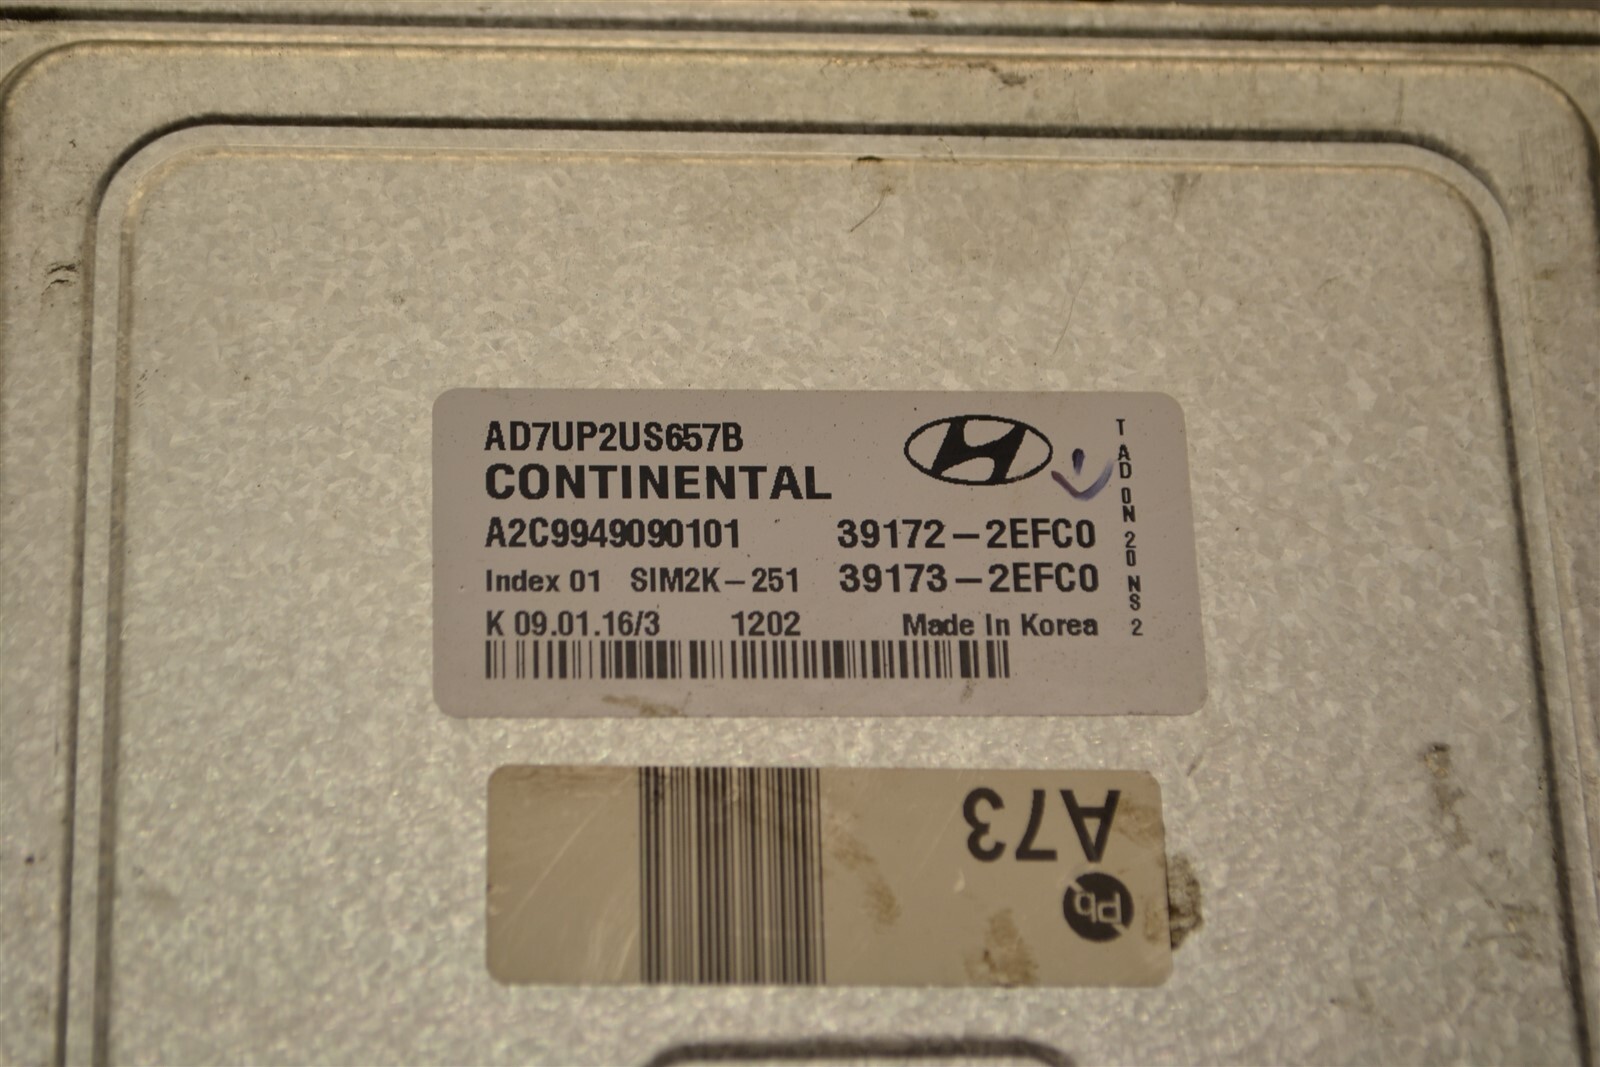 AD7UP2US657B
CONTINENTAL
A2C9949090101 39172-2EFC0
Index 01 SIM2K-251 39173-2EFC0
K 09.01.16/3 1202 Made In Korea
TAD 0N 20 NS 2
A73
Pb